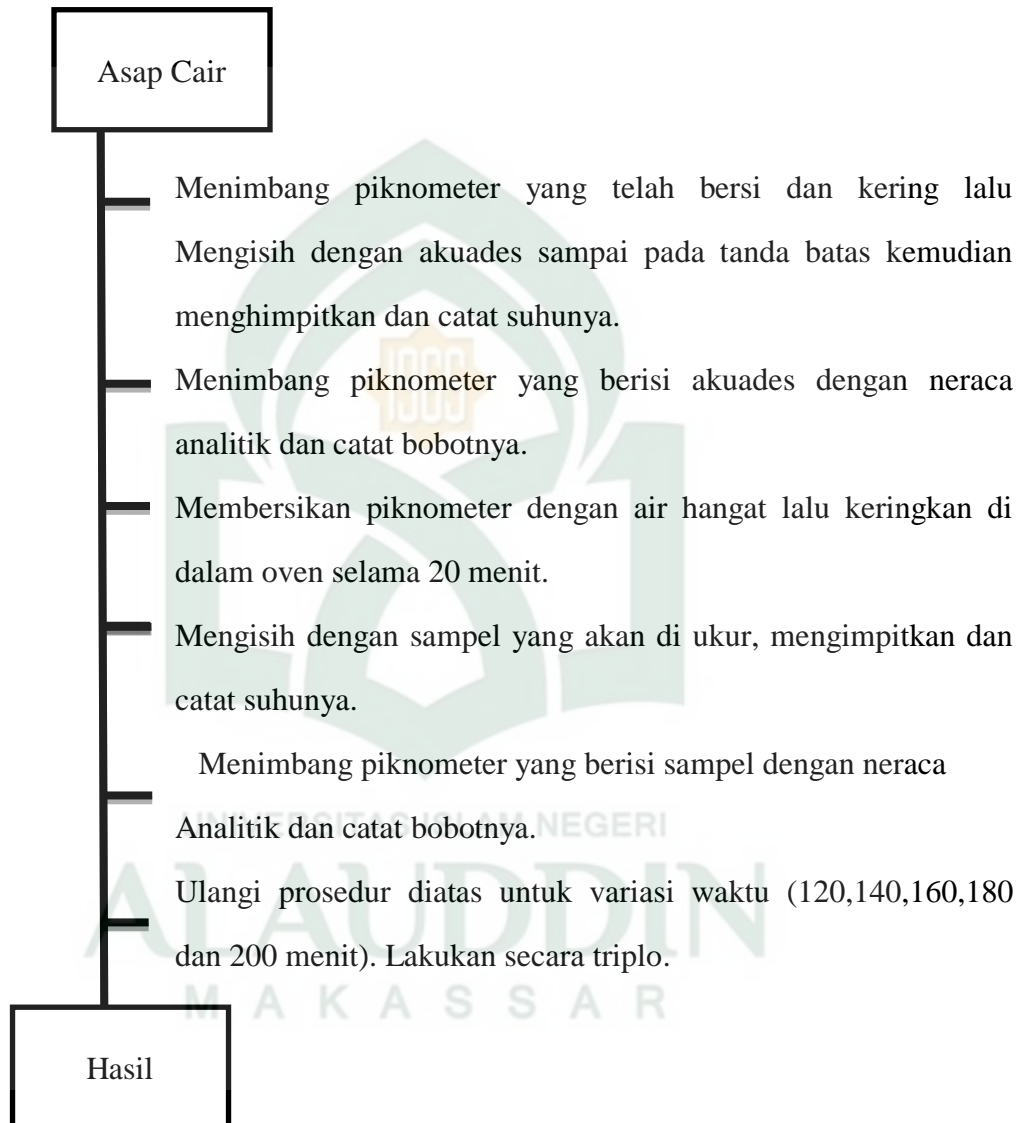 Asap Cair
Menimbang piknometer yang telah bersi dan kering lalu
Mengisih dengan akuades sampai pada tanda batas kemudian
menghimpitkan dan catat suhunya.
1965
Menimbang piknometer yang berisi akuades dengan neraca
analitik dan catat bobotnya.
Membersikan piknometer dengan air hangat lalu keringkan di
dalam oven selama 20 menit.
Mengisih dengan sampel yang akan di ukur, mengimpitkan dan
catat suhunya.
Menimbang piknometer yang berisi sampel dengan neraca
UNIVERSITAS ISLAM NEGERI
Analitik dan catat bobotnya.
ALAUDDIN
Ulangi prosedur diatas untuk variasi waktu (120,140,160,180
dan 200 menit). Lakukan secara triplo.
MAKASSAR
Hasil